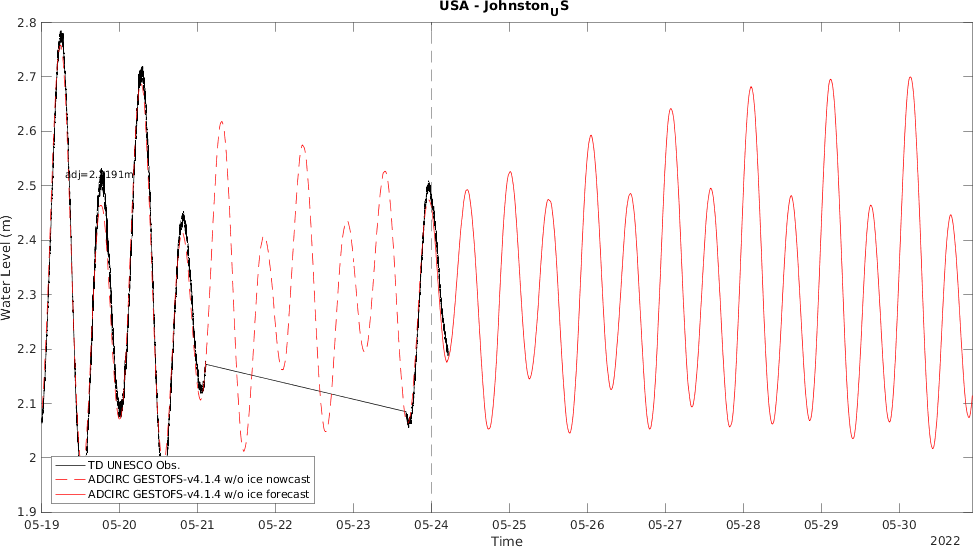 USA - Johnston_US
2.8
2.7
2.6
2.5
2.4
2.3
2.2
2.1
2
1.9
Water Level (m)
TD UNESCO Obs.
ADCIRC GESTOFS-v4.1.4 w/o ice nowcast
ADCIRC GESTOFS-v4.1.4 w/o ice forecast
05-19 05-20 05-21 05-22 05-23 05-24 05-25 05-26 05-27 05-28 05-29 05-30
Time
2022